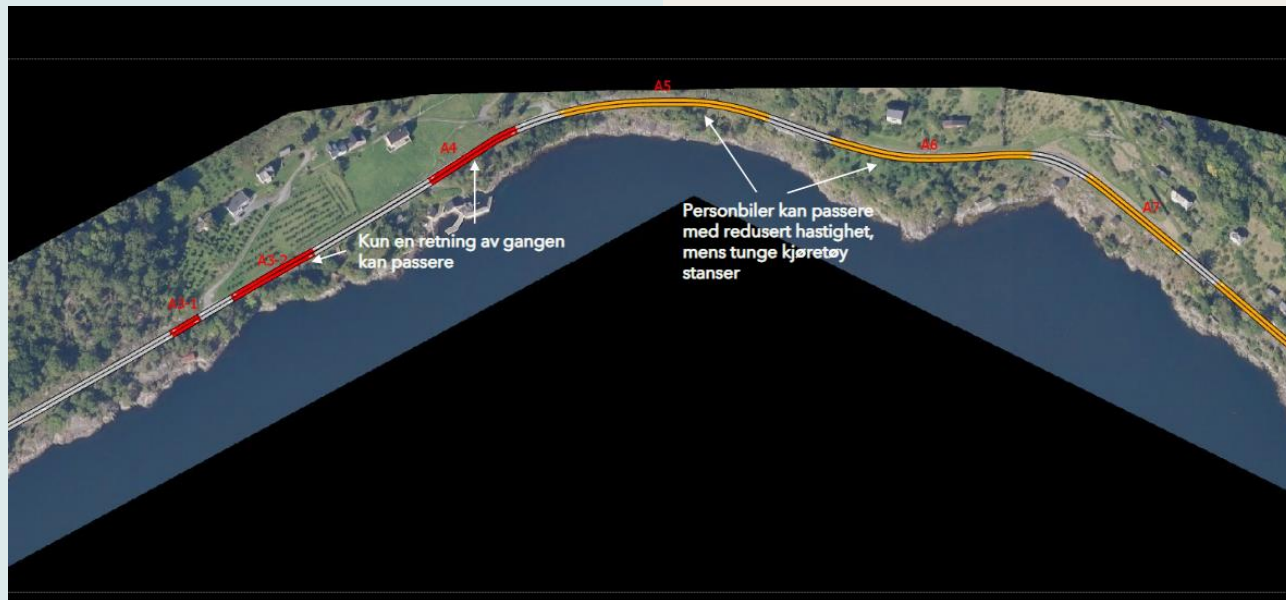 A5
A4
A6
Personbiler kan passere
med redusert hastighet,
mens tunge kjøretøy
stanser
A7
Kun en retning av gangen
kan passere
A3-2
A3-1